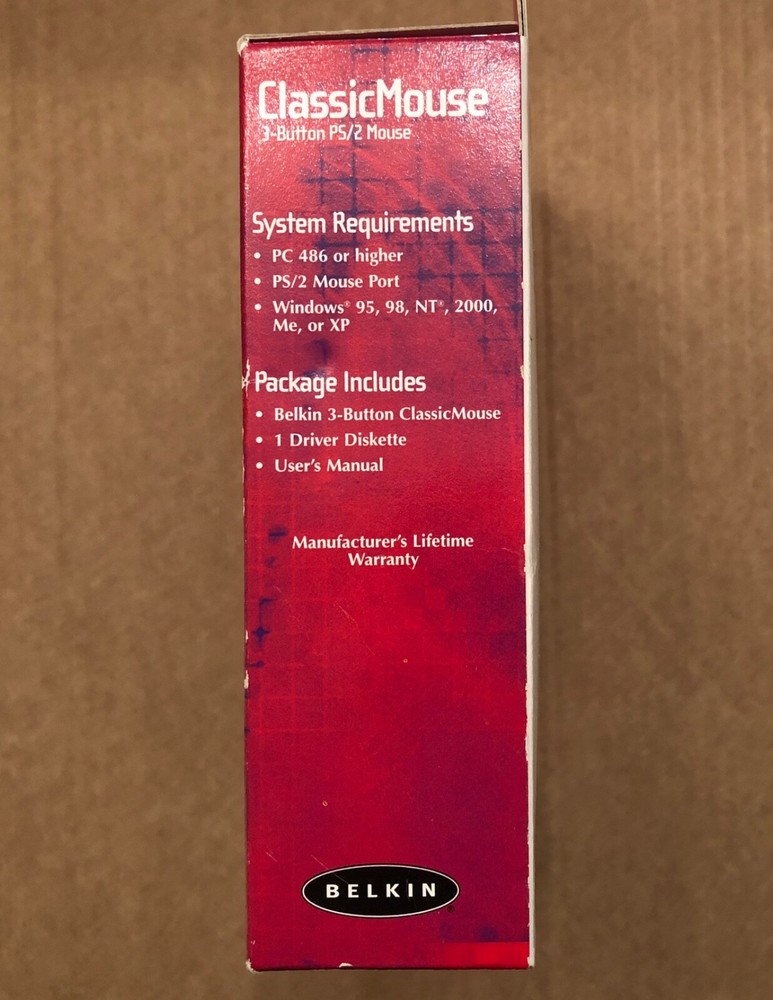 ClassicMouse
3-Button PS/2 Mouse
System Requirements
• PC 486 or higher
• PS/2 Mouse Port
• Windows® 95, 98, NT®, 2000,
Me, or XP
Package Includes
• Belkin 3-Button ClassicMouse
• 1 Driver Diskette
• User's Manual
Manufacturer's Lifetime
Warranty
BELKIN®